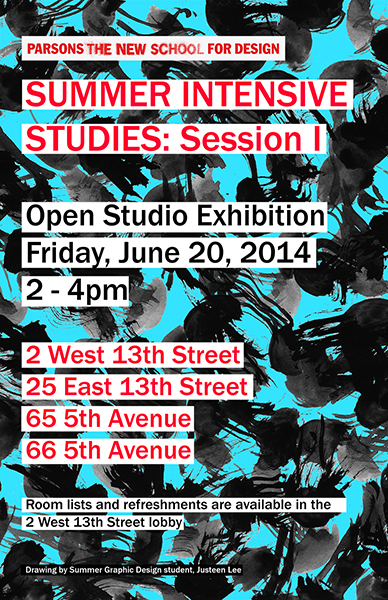 PARSONS THE NEW SCHOOL FOR DESIGN
SUMMER INTENSIVE
STUDIES: Session I
Open Studio Exhibition
Friday, June 20, 2014
2 - 4pm
2 West 13th Street
25 East 13th Street
65 5th Avenue
66 5th Avenue
Room lists and refreshments are available in the
2 West 13th Street lobby
Drawing by Summer Graphic Design student, Justeen Lee